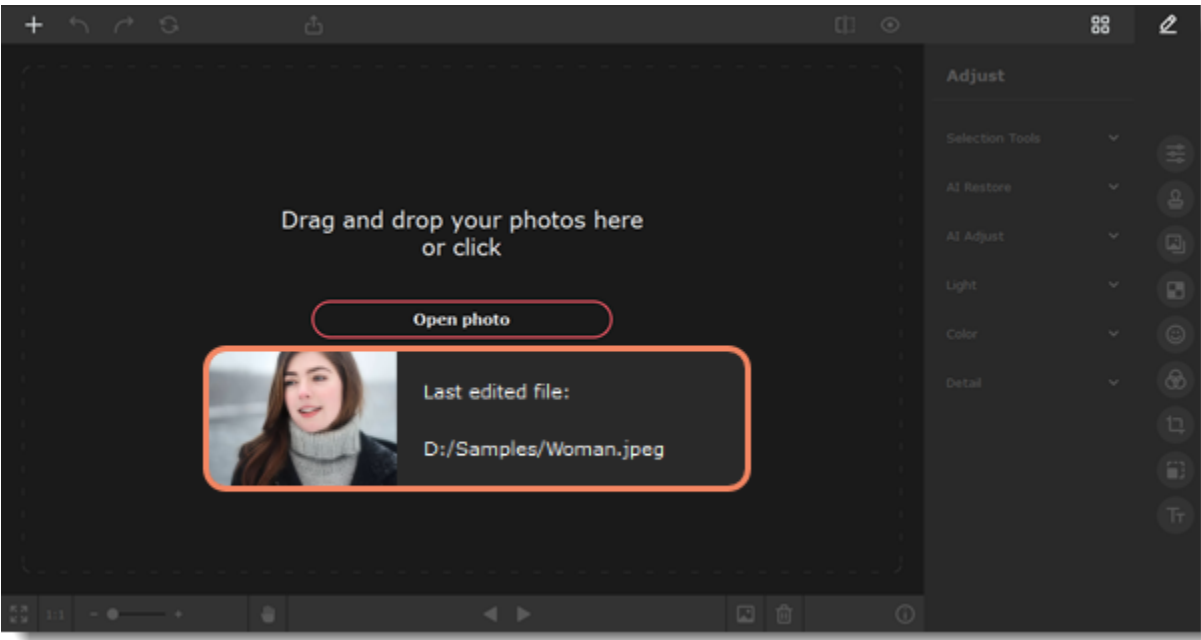 Adjust
Selection Tools
AI Restore
AI Adjust
Light
Color
Detail
Drag and drop your photos here
or click
Open photo
Last edited file:
D:/Samples/Woman.jpeg
Tт
1:1